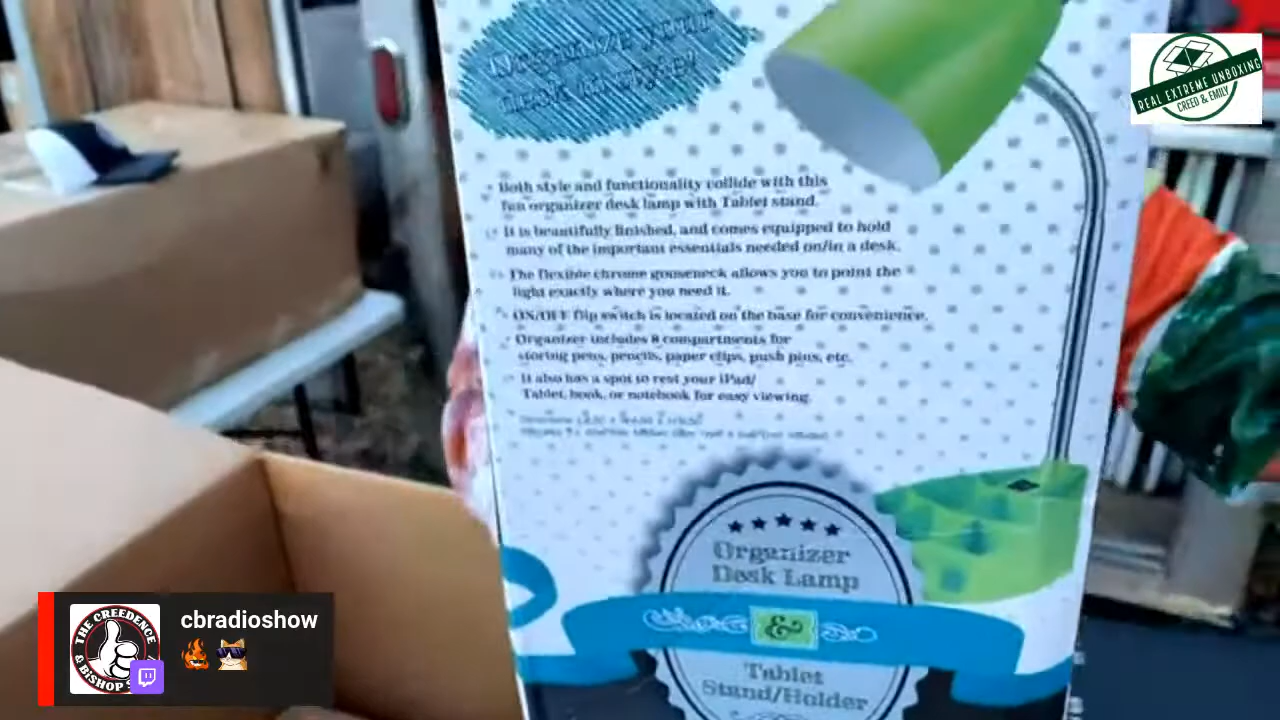 ORGANIZE YOUR
REAL EXTREME UNBOXING
CREED & EMILY
Both style and functionality collide with this
fun organizer desk lamp with Tablet stand.
It is beautifully finished, and comes equipped to hold
many of the important essentials needed on/in a desk.
The flexible chrome gooseneck allows you to point the
light exactly where you need it.
ON/OFF flip switch is located on the base for convenience.
Organizer includes 8 compartments for
storing pens, pencils, paper clips, push pins, etc.
It also has a spot to rest your iPad/
Tablet, book, or notebook for easy viewing.
Organizer
Desk Lamp
&
Tablet
Stand/Holder
cbradioshow
THE CREEDENCE
& BISHOP